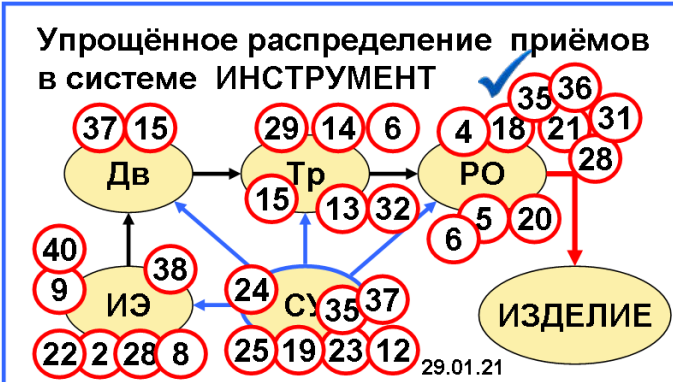 Упрощённое распределение приёмов
в системе ИНСТРУМЕНТ
35 36
37 15 29 14 6 4 18 21 31
28
Дв Тр РО
15 13 32 6 5 20
40
9 38 24 35 37
ИЭ СУ ИЗДЕЛИЕ
22 2 28 8 25 19 23 12
29.01.21